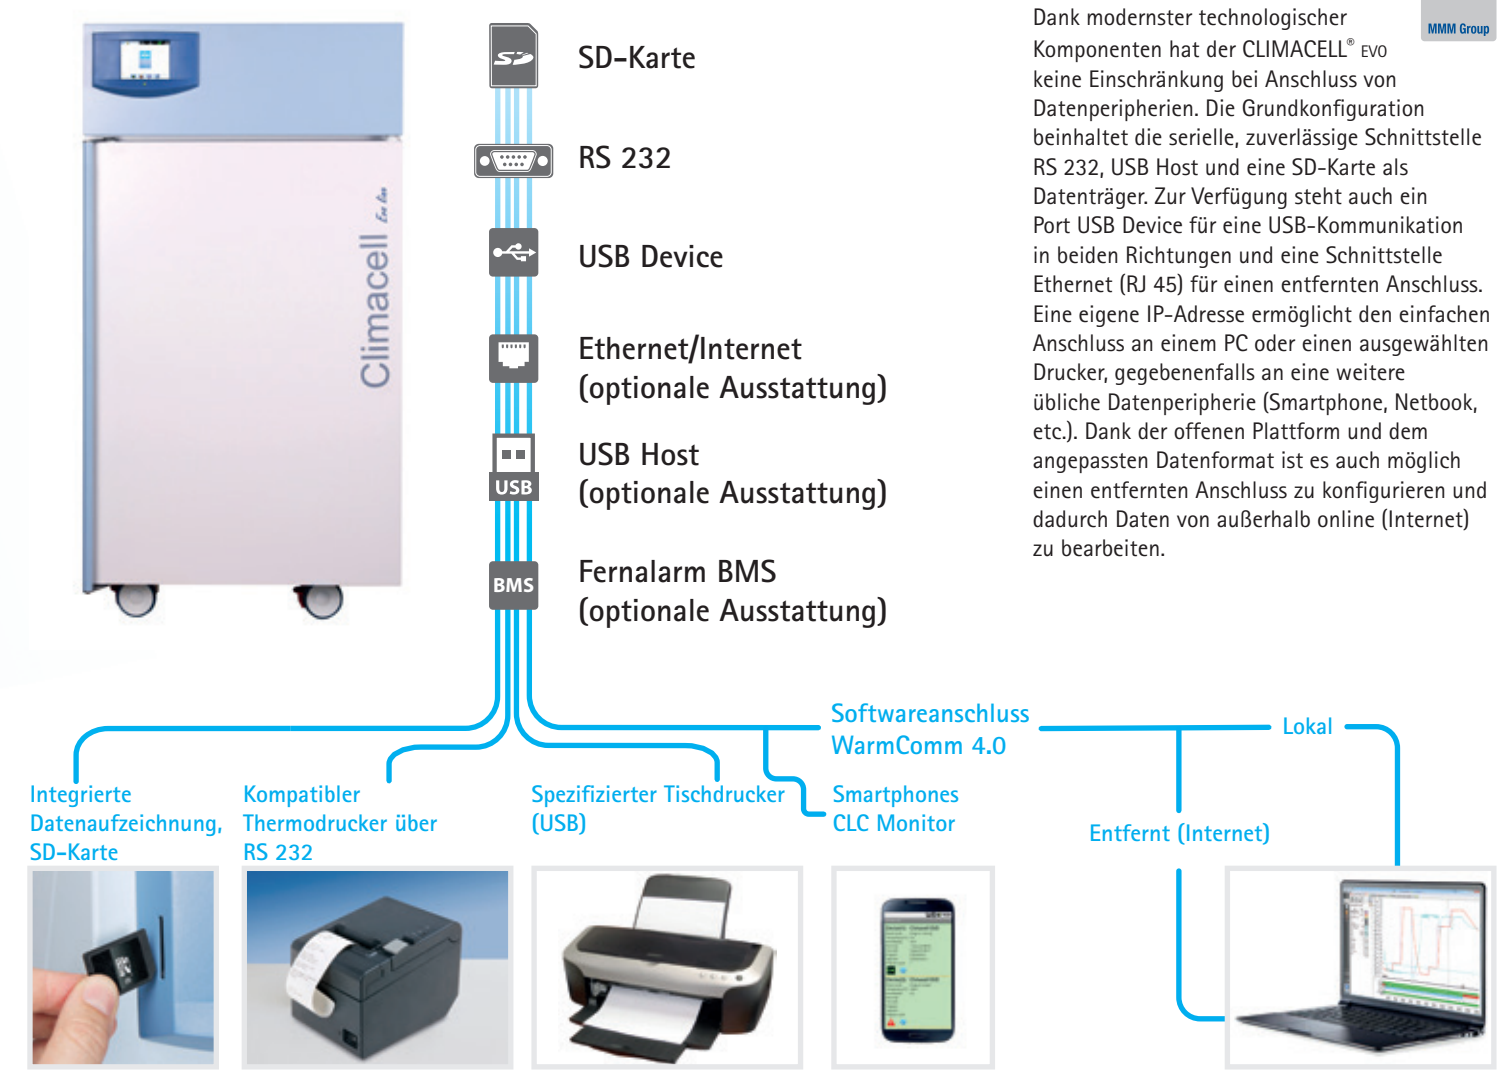 Climacell Evo line
SD
SD-Karte
RS 232
USB Device
Ethernet/Internet
(optionale Ausstattung)
USB
USB Host
(optionale Ausstattung)
BMS
Fernalarm BMS
(optionale Ausstattung)
MMM Group
Dank modernster technologischer
Komponenten hat der CLIMACELL® EVO
keine Einschränkung bei Anschluss von
Datenperipherien. Die Grundkonfiguration
beinhaltet die serielle, zuverlässige Schnittstelle
RS 232, USB Host und eine SD-Karte als
Datenträger. Zur Verfügung steht auch ein
Port USB Device für eine USB-Kommunikation
in beiden Richtungen und eine Schnittstelle
Ethernet (RJ 45) für einen entfernten Anschluss.
Eine eigene IP-Adresse ermöglicht den einfachen
Anschluss an einem PC oder einen ausgewählten
Drucker, gegebenenfalls an eine weitere
übliche Datenperipherie (Smartphone, Netbook,
etc.). Dank der offenen Plattform und dem
angepassten Datenformat ist es auch möglich
einen entfernten Anschluss zu konfigurieren und
dadurch Daten von außerhalb online (Internet)
zu bearbeiten.
Softwareanschluss
WarmComm 4.0
Lokal
Integrierte
Datenaufzeichnung,
SD-Karte
Kompatibler
Thermodrucker über
RS 232
Spezifizierter Tischdrucker
(USB)
Smartphones
CLC Monitor
Entfernt (Internet)